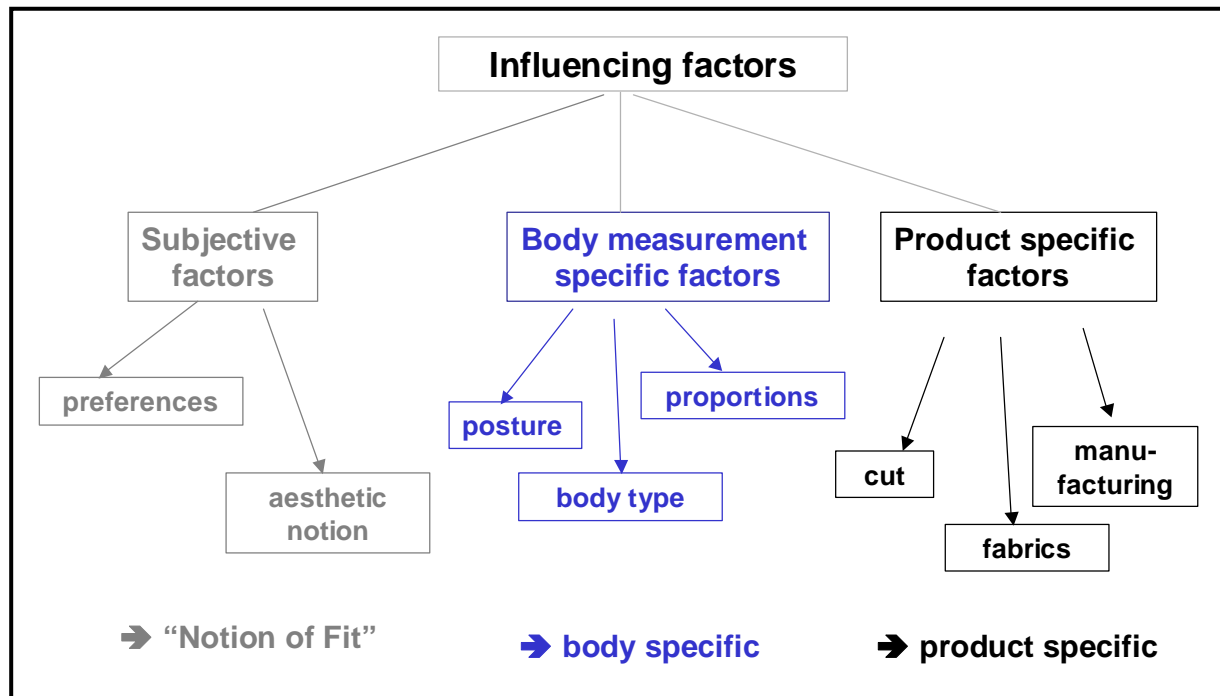 Influencing factors
Subjective
factors
Body measurement
specific factors
Product specific
factors
preferences
aesthetic
notion
posture
body type
proportions
cut
fabrics
manu-
facturing
➔ “Notion of Fit”
➔ body specific
➔ product specific